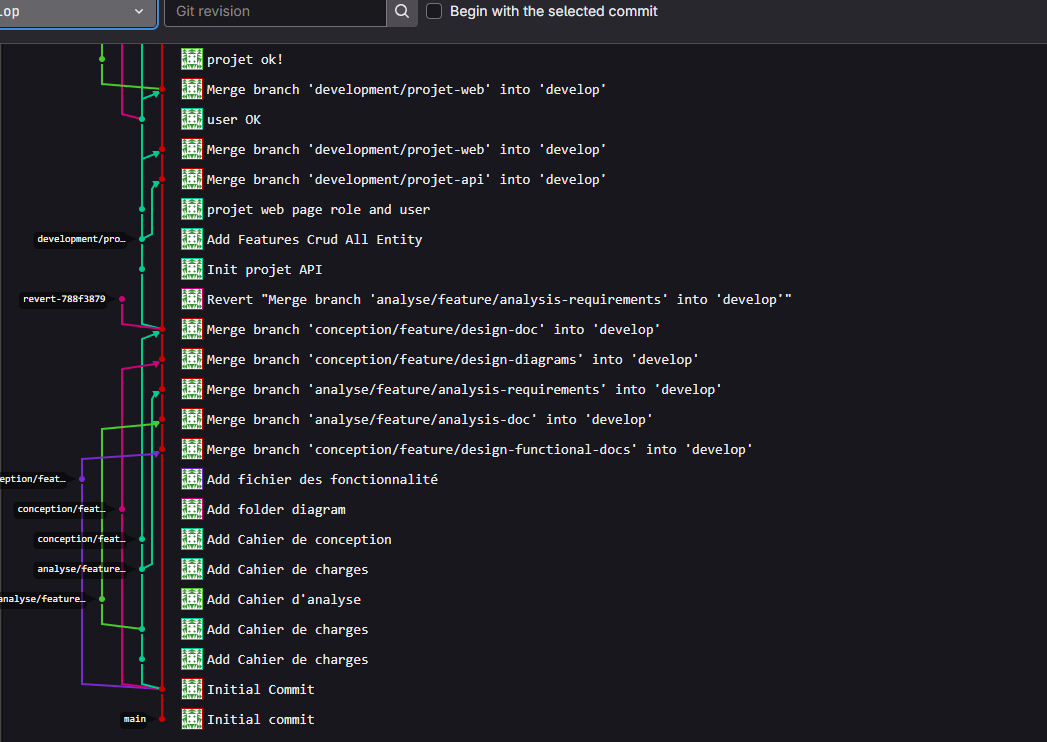 lop
Git revision
Begin with the selected commit
projet ok!
Merge branch 'development/projet-web' into 'develop'
user OK
Merge branch 'development/projet-web' into 'develop'
Merge branch 'development/projet-api' into 'develop'
projet web page role and user
development/pro… Add Features Crud All Entity
Init projet API
revert-788f3879 Revert "Merge branch 'analyse/feature/analysis-requirements' into 'develop'"
Merge branch 'conception/feature/design-doc' into 'develop'
Merge branch 'conception/feature/design-diagrams' into 'develop'
Merge branch 'analyse/feature/analysis-requirements' into 'develop'
Merge branch 'analyse/feature/analysis-doc' into 'develop'
Merge branch 'conception/feature/design-functional-docs' into 'develop'
eption/feat… Add fichier des fonctionnalité
conception/feat… Add folder diagram
conception/feat… Add Cahier de conception
analyse/feature… Add Cahier de charges
analyse/feature… Add Cahier d'analyse
Add Cahier de charges
Add Cahier de charges
Initial Commit
main Initial commit